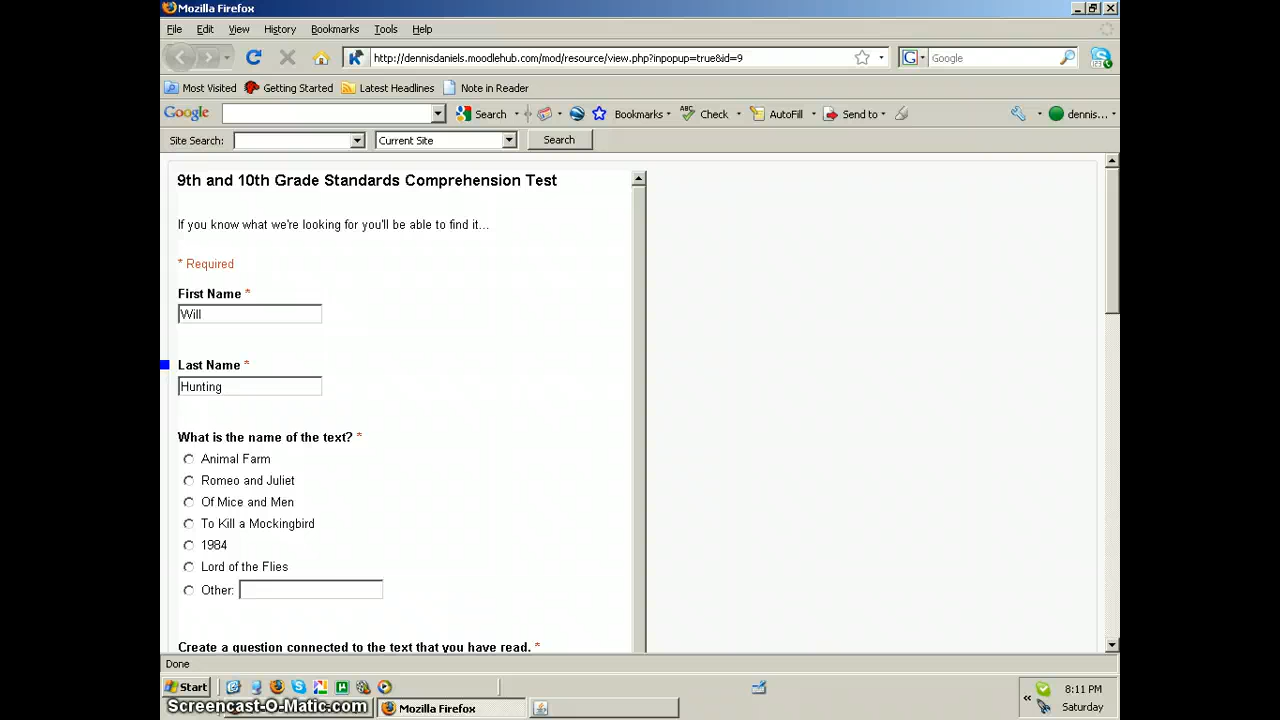 Mozilla Firefox
File Edit View History Bookmarks Tools Help
http://dennisdaniels.moodlehub.com/mod/resource/view.php?inpopup=true&id=9 G Google
Most Visited Getting Started Latest Headlines Note in Reader
Google Search Bookmarks Check AutoFill Send to dennis...
Site Search: Current Site Search
9th and 10th Grade Standards Comprehension Test
If you know what we're looking for you'll be able to find it...
* Required
First Name *
Will
Last Name *
Hunting
What is the name of the text? *
Animal Farm
Romeo and Juliet
Of Mice and Men
To Kill a Mockingbird
1984
Lord of the Flies
Other:
Create a question connected to the text that you have read. *
Done
Start 8:11 PM
Screencast-O-Matic.com Mozilla Firefox Saturday